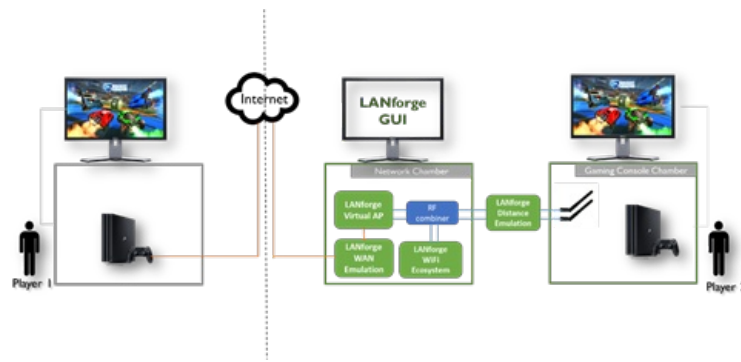 Internet
LANforge
GUI
Network Chamber
Gaming Console Chamber
LANforge
Virtual AP
RF
combiner
LANforge
Distance
Emulation
LANforge
WAN
Emulation
LANforge
WiFi
Ecosystem
Player 1
Player